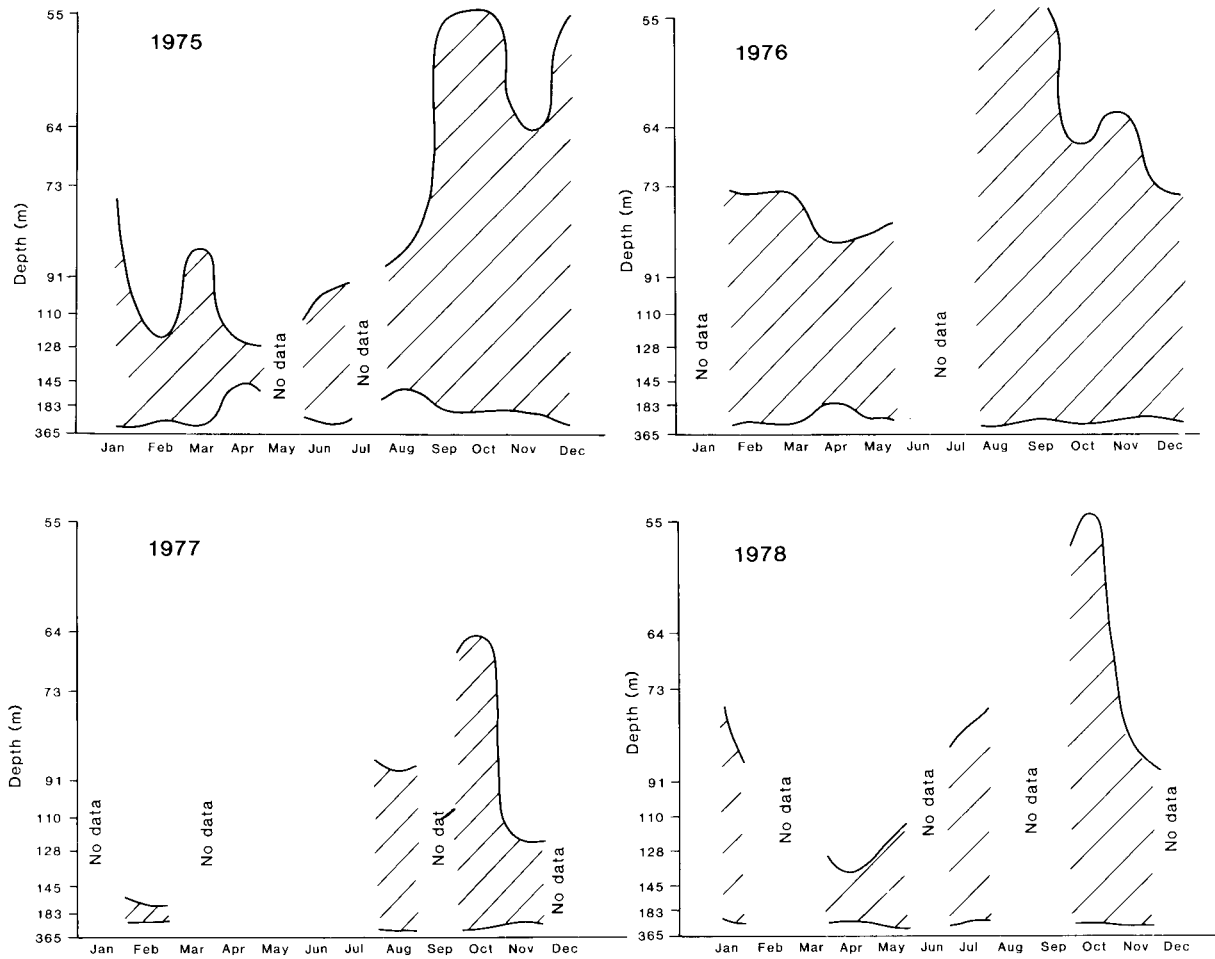 1975
Depth (m)
55
64
73
91
110
128
145
183
365
No data
No data
Jan Feb Mar Apr May Jun Jul Aug Sep Oct Nov Dec
1976
Depth (m)
55
64
73
91
110
128
145
183
365
No data
No data
Jan Feb Mar Apr May Jun Jul Aug Sep Oct Nov Dec
1977
Depth (m)
55
64
73
91
110
128
145
183
365
No data
No data
No dat
No data
Jan Feb Mar Apr May Jun Jul Aug Sep Oct Nov Dec
1978
Depth (m)
55
64
73
91
110
128
145
183
365
No data
No data
No data
No data
Jan Feb Mar Apr May Jun Jul Aug Sep Oct Nov Dec